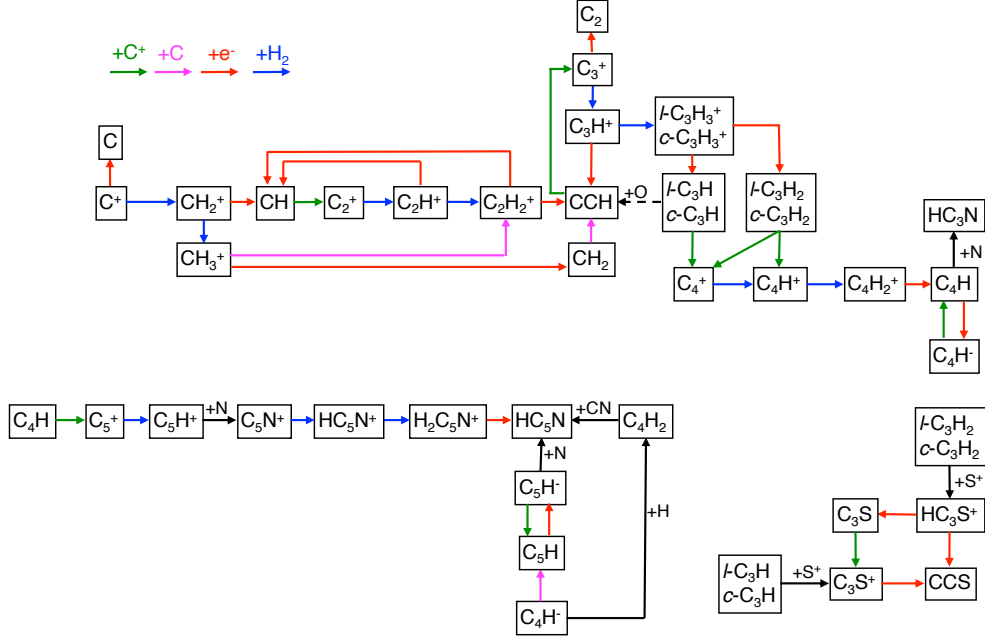 C₂
+C⁺ +C +e⁻ +H₂
C₃⁺
C₃H⁺
l-C₃H₃⁺
c-C₃H₃⁺
C
C⁺
CH₂⁺
CH
C₂⁺
C₂H⁺
C₂H₂⁺
CCH
+O
l-C₃H
c-C₃H
l-C₃H₂
c-C₃H₂
HC₃N
CH₃⁺
CH₂
+N
C₄⁺
C₄H⁺
C₄H₂⁺
C₄H
C₄H⁻
C₄H
C₅⁺
C₅H⁺
+N
C₅N⁺
HC₅N⁺
H₂C₅N⁺
HC₅N
+CN
C₄H₂
+N
C₅H⁻
+H
C₅H
C₄H⁻
l-C₃H₂
c-C₃H₂
+S⁺
C₃S
HC₃S⁺
l-C₃H
c-C₃H
+S⁺
C₃S⁺
CCS